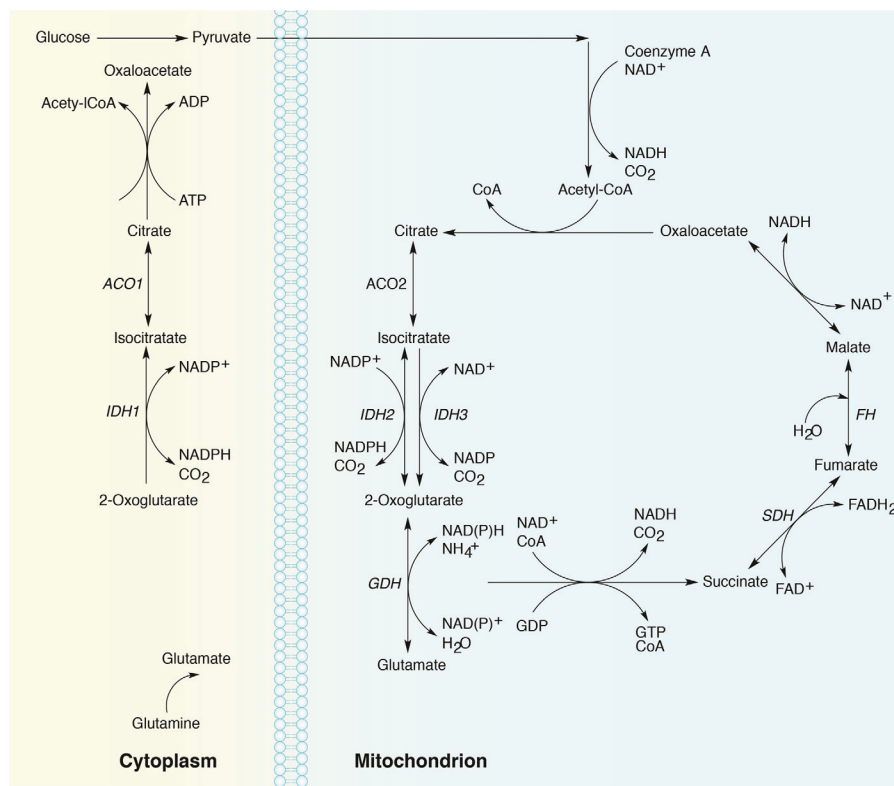 Glucose
Pyruvate
Oxaloacetate
Acety-lCoA
ADP
ATP
Citrate
ACO1
Isocitratate
NADP+
IDH1
NADPH
CO2
2-Oxoglutarate
Glutamate
Glutamine
Cytoplasm
Coenzyme A
NAD+
NADH
CO2
CoA
Acetyl-CoA
Citrate
Oxaloacetate
NADH
NAD+
ACO2
Isocitratate
Malate
NADP+
NAD+
IDH2
IDH3
FH
H2O
NADPH
CO2
NADP
CO2
Fumarate
2-Oxoglutarate
SDH
FADH2
FAD+
NAD(P)H
NH4+
NAD+
CoA
NADH
CO2
GDH
Succinate
NAD(P)+
H2O
GDP
GTP
CoA
Glutamate
Mitochondrion